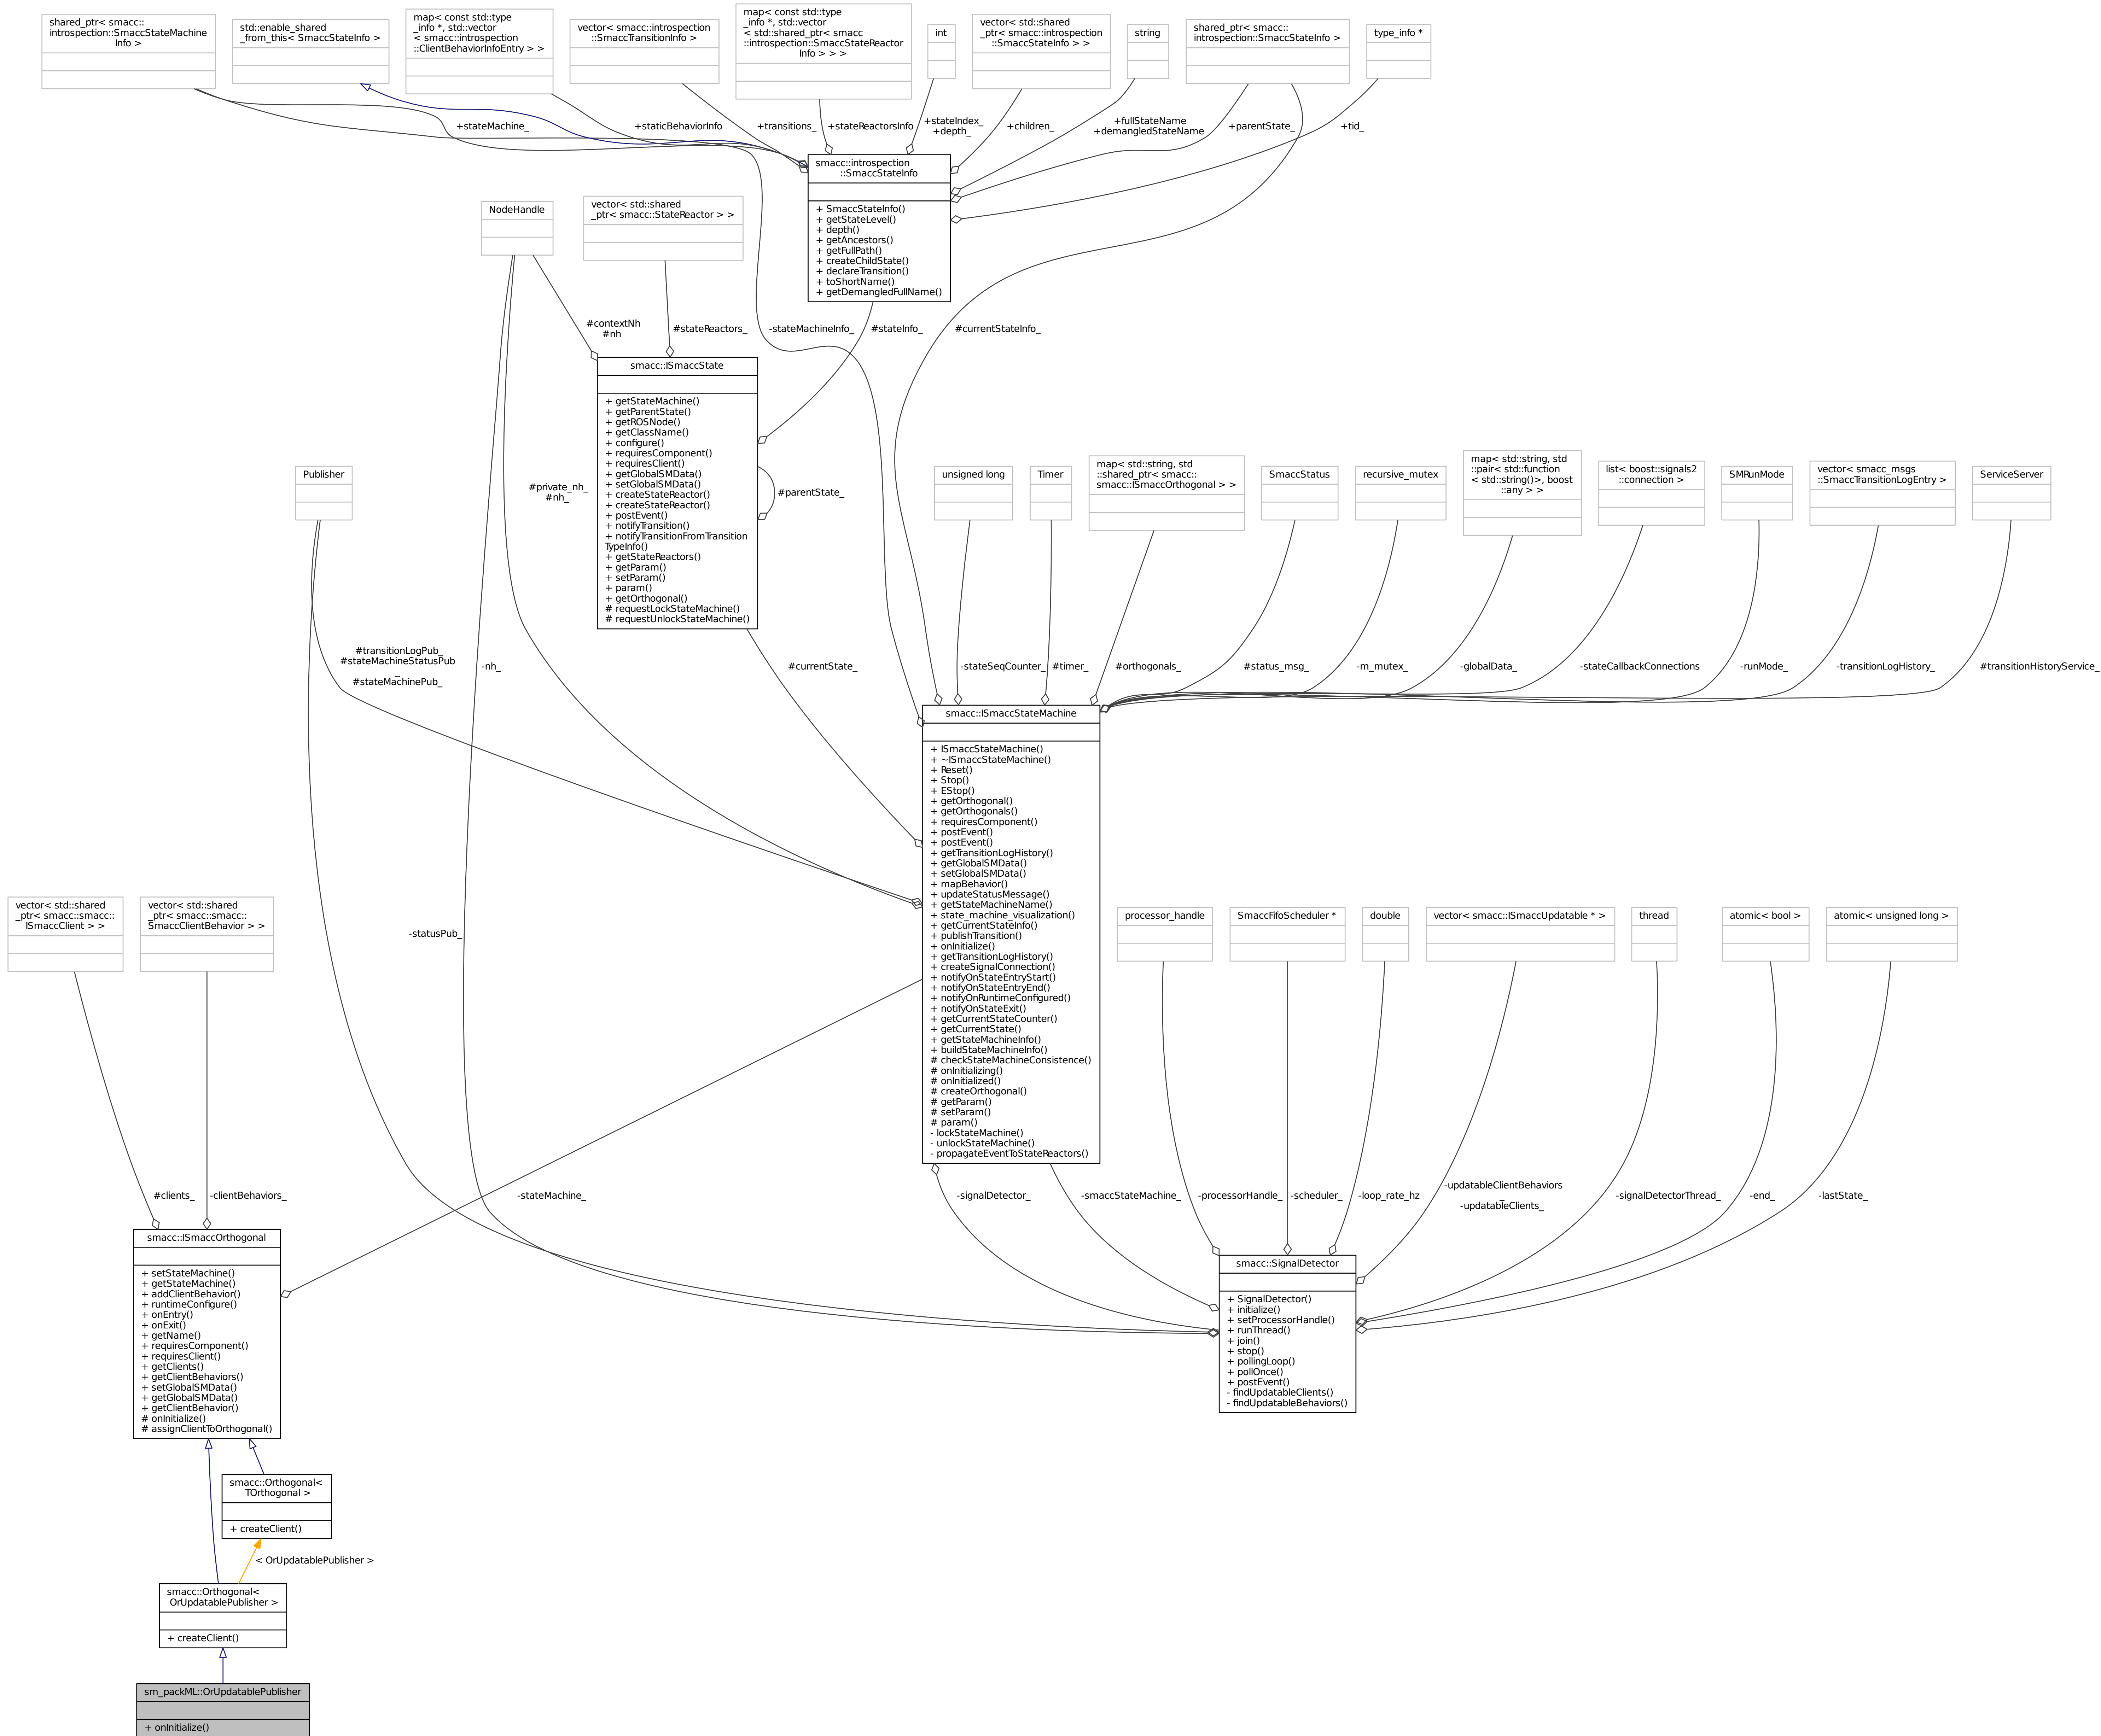 shared_ptr< smacc::
introspection::SmaccStateMachine
Info >
std::enable_shared
_from_this< SmaccStateInfo >
map< const std::type
_info *, std::vector
< smacc::introspection
::ClientBehaviorInfoEntry > >
vector< smacc::introspection
::SmaccTransitionInfo >
map< const std::type
_info *, std::vector
< std::shared_ptr< smacc
::introspection::SmaccStateReactor
Info > > >
int
vector< std::shared
_ptr< smacc::introspection
::SmaccStateInfo > >
string
shared_ptr< smacc::
introspection::SmaccStateInfo >
type_info *
+stateMachine_
+staticBehaviorInfo
+transitions_
+stateReactorsInfo
+stateIndex_
+depth_
+children_
+fullStateName
+demangledStateName
+parentState_
+tid_
smacc::introspection
::SmaccStateInfo
+ SmaccStateInfo()
+ getStateLevel()
+ depth()
+ getAncestors()
+ getFullPath()
+ createChildState()
+ declareTransition()
+ toShortName()
+ getDemangledFullName()
NodeHandle
vector< std::shared
_ptr< smacc::StateReactor > >
#contextNh
#nh
#stateReactors_
-stateMachineInfo_
#stateInfo_
#currentStateInfo_
smacc::ISmaccState
+ getStateMachine()
+ getParentState()
+ getROSNode()
+ getClassName()
+ configure()
+ requiresComponent()
+ requiresClient()
+ getGlobalSMData()
+ setGlobalSMData()
+ createStateReactor()
+ createStateReactor()
+ postEvent()
+ notifyTransition()
+ notifyTransitionFromTransition
TypeInfo()
+ getStateReactors()
+ getParam()
+ setParam()
+ param()
+ getOrthogonal()
# requestLockStateMachine()
# requestUnlockStateMachine()
#parentState_
Publisher
#private_nh_
#nh_
unsigned long
Timer
map< std::string, std
::shared_ptr< smacc::
smacc::ISmaccOrthogonal > >
SmaccStatus
recursive_mutex
map< std::string, std
::pair< std::function
< std::string()>, boost
::any > >
list< boost::signals2
::connection >
SMRunMode
vector< smacc_msgs
::SmaccTransitionLogEntry >
ServiceServer
#transitionLogPub_
#stateMachineStatusPub
_
#stateMachinePub_
-nh_
#currentState_
-stateSeqCounter_
#timer_
#orthogonals_
#status_msg_
-m_mutex_
-globalData_
-stateCallbackConnections
-runMode_
-transitionLogHistory_
#transitionHistoryService_
smacc::ISmaccStateMachine
+ ISmaccStateMachine()
+ ~ISmaccStateMachine()
+ Reset()
+ Stop()
+ EStop()
+ getOrthogonal()
+ getOrthogonals()
+ requiresComponent()
+ postEvent()
+ postEvent()
+ getTransitionLogHistory()
+ getGlobalSMData()
+ setGlobalSMData()
+ mapBehavior()
+ updateStatusMessage()
+ getStateMachineName()
+ state_machine_visualization()
+ getCurrentStateInfo()
+ publishTransition()
+ onInitialize()
+ getTransitionLogHistory()
+ createSignalConnection()
+ notifyOnStateEntryStart()
+ notifyOnStateEntryEnd()
+ notifyOnRuntimeConfigured()
+ notifyOnStateExit()
+ getCurrentStateCounter()
+ getCurrentState()
+ getStateMachineInfo()
+ buildStateMachineInfo()
# checkStateMachineConsistence()
# onInitializing()
# onInitialized()
# createOrthogonal()
# getParam()
# setParam()
# param()
- lockStateMachine()
- unlockStateMachine()
- propagateEventToStateReactors()
vector< std::shared
_ptr< smacc::smacc::
ISmaccClient > >
vector< std::shared
_ptr< smacc::smacc::
SmaccClientBehavior > >
-statusPub_
processor_handle
SmaccFifoScheduler *
double
vector< smacc::ISmaccUpdatable * >
thread
atomic< bool >
atomic< unsigned long >
#clients_
-clientBehaviors_
-stateMachine_
-signalDetector_
-smaccStateMachine_
-processorHandle_
-scheduler_
-loop_rate_hz
-updatableClientBehaviors
_
-updatableClients_
-signalDetectorThread_
-end_
-lastState_
smacc::ISmaccOrthogonal
+ setStateMachine()
+ getStateMachine()
+ addClientBehavior()
+ runtimeConfigure()
+ onEntry()
+ onExit()
+ getName()
+ requiresComponent()
+ requiresClient()
+ getClients()
+ getClientBehaviors()
+ setGlobalSMData()
+ getGlobalSMData()
+ getClientBehavior()
# onInitialize()
# assignClientToOrthogonal()
smacc::SignalDetector
+ SignalDetector()
+ initialize()
+ setProcessorHandle()
+ runThread()
+ join()
+ stop()
+ pollingLoop()
+ pollOnce()
+ postEvent()
- findUpdatableClients()
- findUpdatableBehaviors()
smacc::Orthogonal<
TOrthogonal >
+ createClient()
< OrUpdatablePublisher >
smacc::Orthogonal<
OrUpdatablePublisher >
+ createClient()
sm_packML::OrUpdatablePublisher
+ onInitialize()